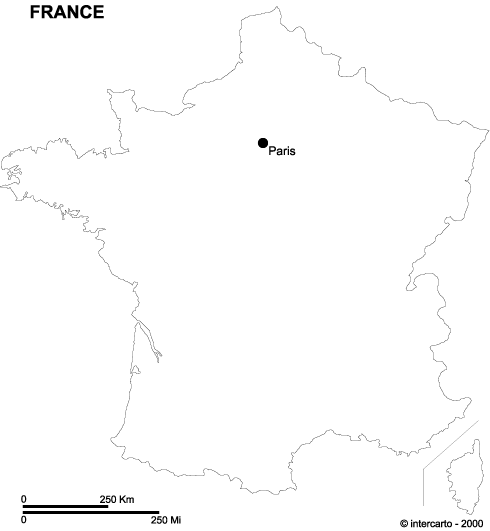 FRANCE
Paris
0 250 Km
0 250 Mi
© intercarto - 2000